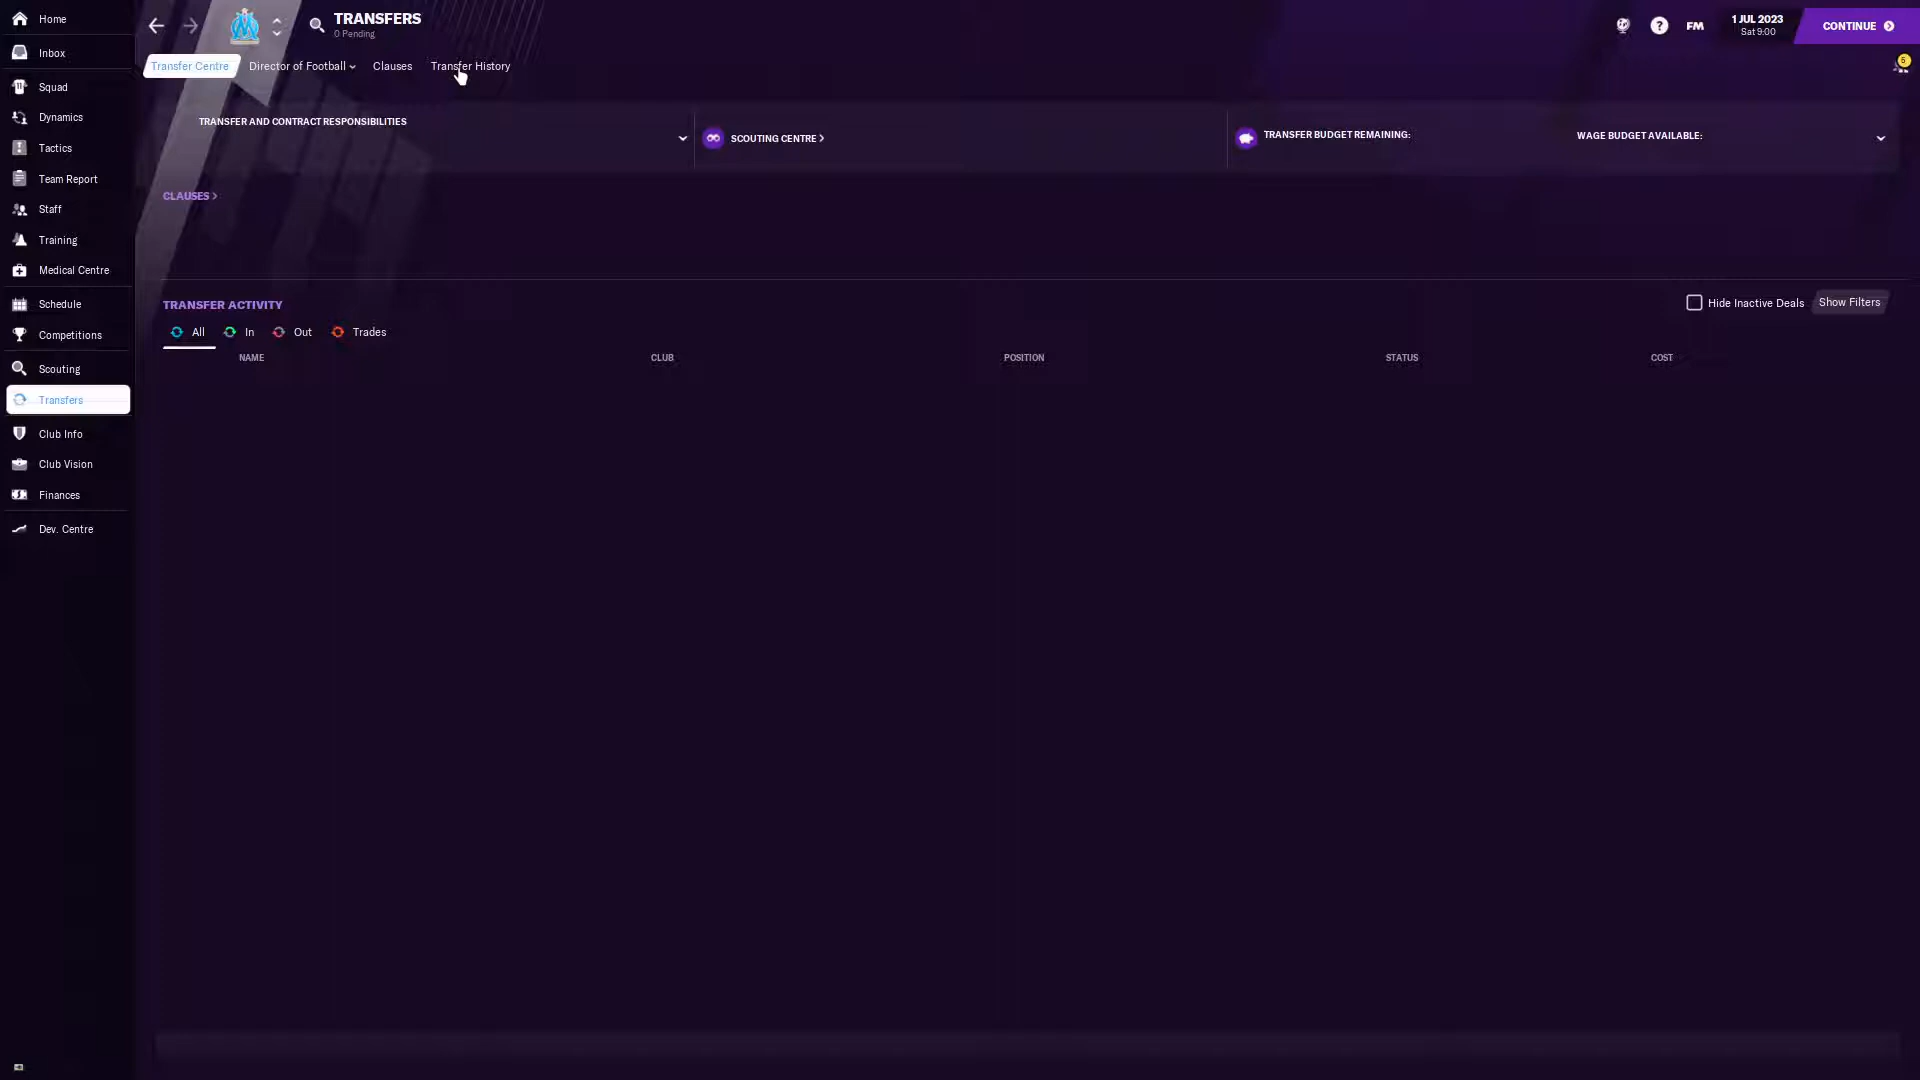 Home
Inbox
Squad
Dynamics
Tactics
Team Report
Staff
Training
Medical Centre
Schedule
Competitions
Scouting
Transfers
Club Info
Club Vision
Finances
Dev. Centre
TRANSFERS
0 Pending
FM
1 JUL 2023
Sat 9:00
CONTINUE
Transfer Centre
Director of Football
Clauses
Transfer History
6
TRANSFER AND CONTRACT RESPONSIBILITIES
SCOUTING CENTRE >
TRANSFER BUDGET REMAINING:
WAGE BUDGET AVAILABLE:
CLAUSES >
TRANSFER ACTIVITY
Hide Inactive Deals
Show Filters
All
In
Out
Trades
NAME
CLUB
POSITION
STATUS
COST